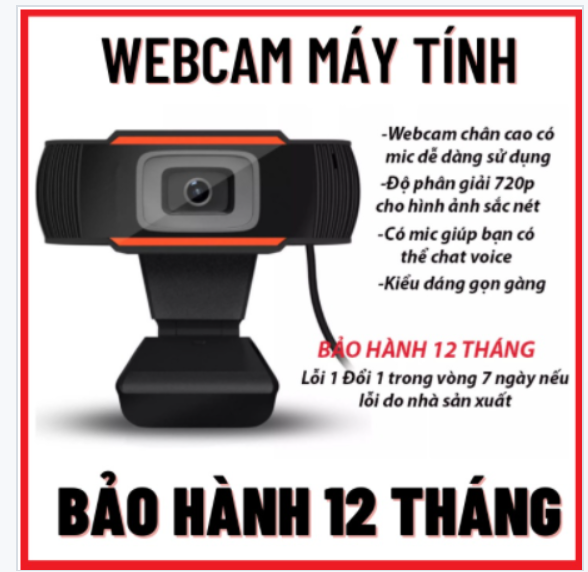 WEBCAM MÁY TÍNH
-Webcam chân cao có
mic dễ dàng sử dụng
-Độ phân giải 720p
cho hình ảnh sắc nét
-Có mic giúp bạn có
thể chat voice
-Kiểu dáng gọn gàng
BẢO HÀNH 12 THÁNG
Lỗi 1 Đổi 1 trong vòng 7 ngày nếu
lỗi do nhà sản xuất
BẢO HÀNH 12 THÁNG